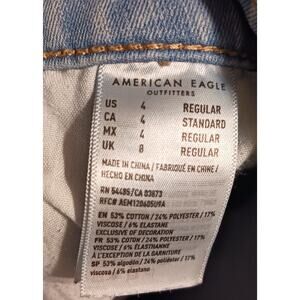 AMERICAN EAGLE
OUTFITTERS
US 4 REGULAR
CA 4 STANDARD
MX 4 REGULAR
UK 8 REGULAR
MADE IN CHINA / FABRIQUÉ EN CHINE /
HECHO EN CHINA
RN 54485/CA 03873
RFC# AEM120605U9A
EN 53% COTTON / 24% POLYESTER / 17%
VISCOSE / 6% ELASTANE
EXCLUSIVE OF DECORATION
FR 53% COTON / 24% POLYESTER / 17%
VISCOSE / 6% ÉLASTHANNE
À L'EXCEPTION DE LA GARNITURE
SP 53% algodón / 24% poliéster / 17%
viscosa / 6% elastano